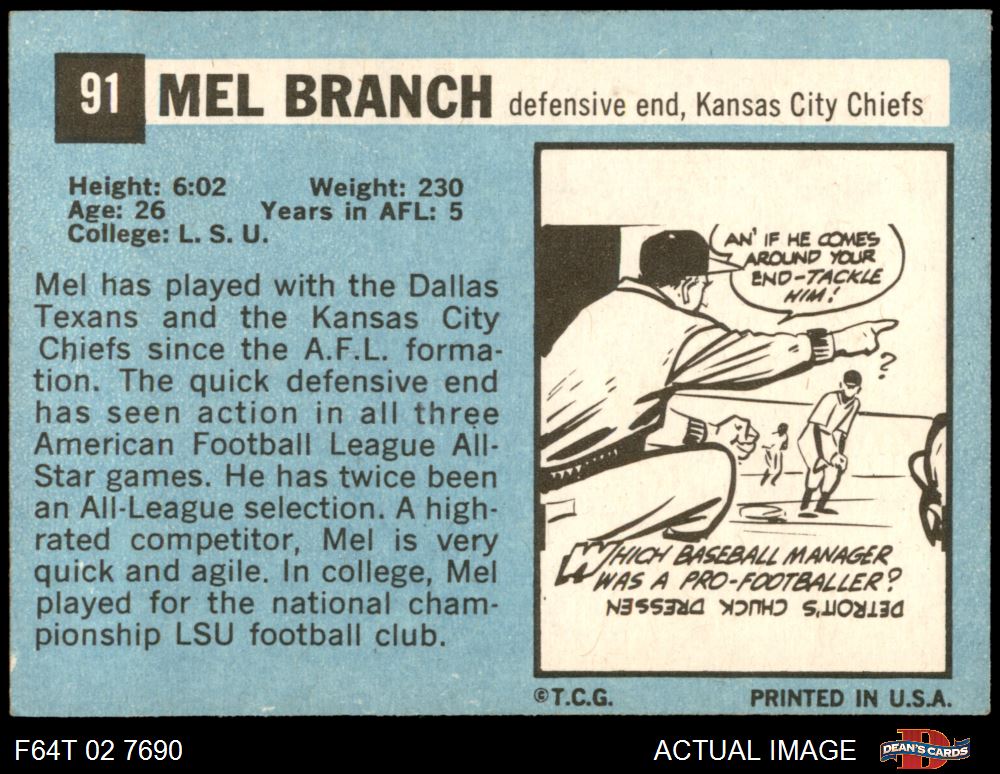 91 MEL BRANCH defensive end, Kansas City Chiefs
Height: 6:02 Weight: 230
Age: 26 Years in AFL: 5
College: L. S. U.
Mel has played with the Dallas
Texans and the Kansas City
Chiefs since the A.F.L. forma-
tion. The quick defensive end
has seen action in all three
American Football League All-
Star games. He has twice been
an All-League selection. A high-
rated competitor, Mel is very
quick and agile. In college, Mel
played for the national cham-
pionship LSU football club.
AN' IF HE COMES
AROUND YOUR
END-TACKLE
HIM!
?
WHICH BASEBALL MANAGER
WAS A PRO-FOOTBALLER?
DETROIT'S CHUCK DRESSEN
©T.C.G. PRINTED IN U.S.A.
F64T 02 7690 ACTUAL IMAGE DEAN'S CARDS